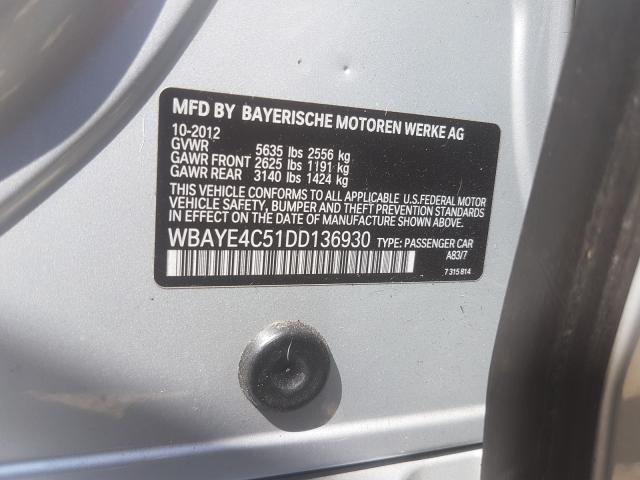 MFD BY BAYERISCHE MOTOREN WERKE AG
10-2012
GVWR 5635 lbs 2556 kg
GAWR FRONT 2625 lbs 1191 kg
GAWR REAR 3140 lbs 1424 kg
THIS VEHICLE CONFORMS TO ALL APPLICABLE U.S.FEDERAL MOTOR
VEHICLE SAFETY, BUMPER, AND THEFT PREVENTION STANDARDS
IN EFFECT ON THE DATE OF MANUFACTURE SHOWN ABOVE.
WBAYE4C51DD136930 TYPE: PASSENGER CAR
A83/7
7 315 814